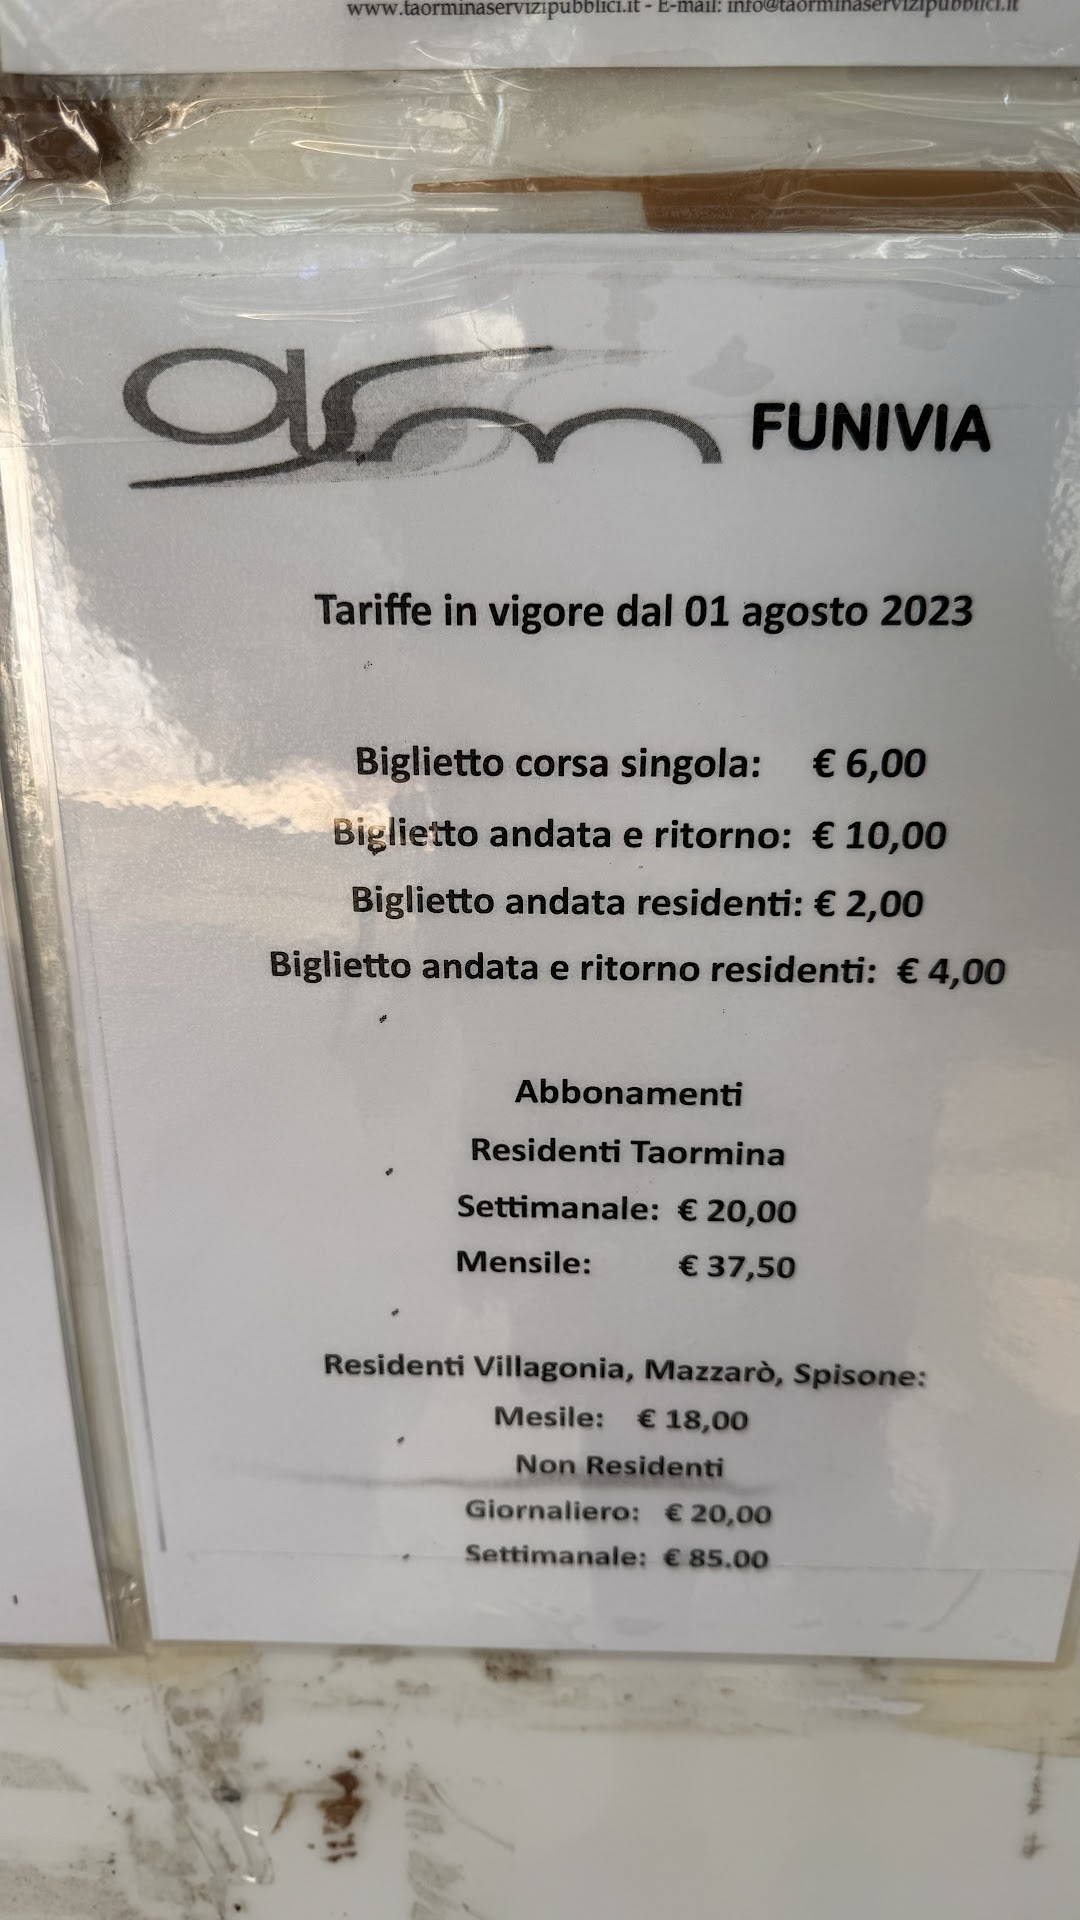 www.taorminaservizipubblici.it - E-mail: info@taorminaservizipubblici.it
asm FUNIVIA
Tariffe in vigore dal 01 agosto 2023
Biglietto corsa singola: € 6,00
Biglietto andata e ritorno: € 10,00
Biglietto andata residenti: € 2,00
Biglietto andata e ritorno residenti: € 4,00
Abbonamenti
Residenti Taormina
Settimanale: € 20,00
Mensile: € 37,50
Residenti Villagonia, Mazzarò, Spisone:
Mesile: € 18,00
Non Residenti
Giornaliero: € 20,00
Settimanale: € 85.00